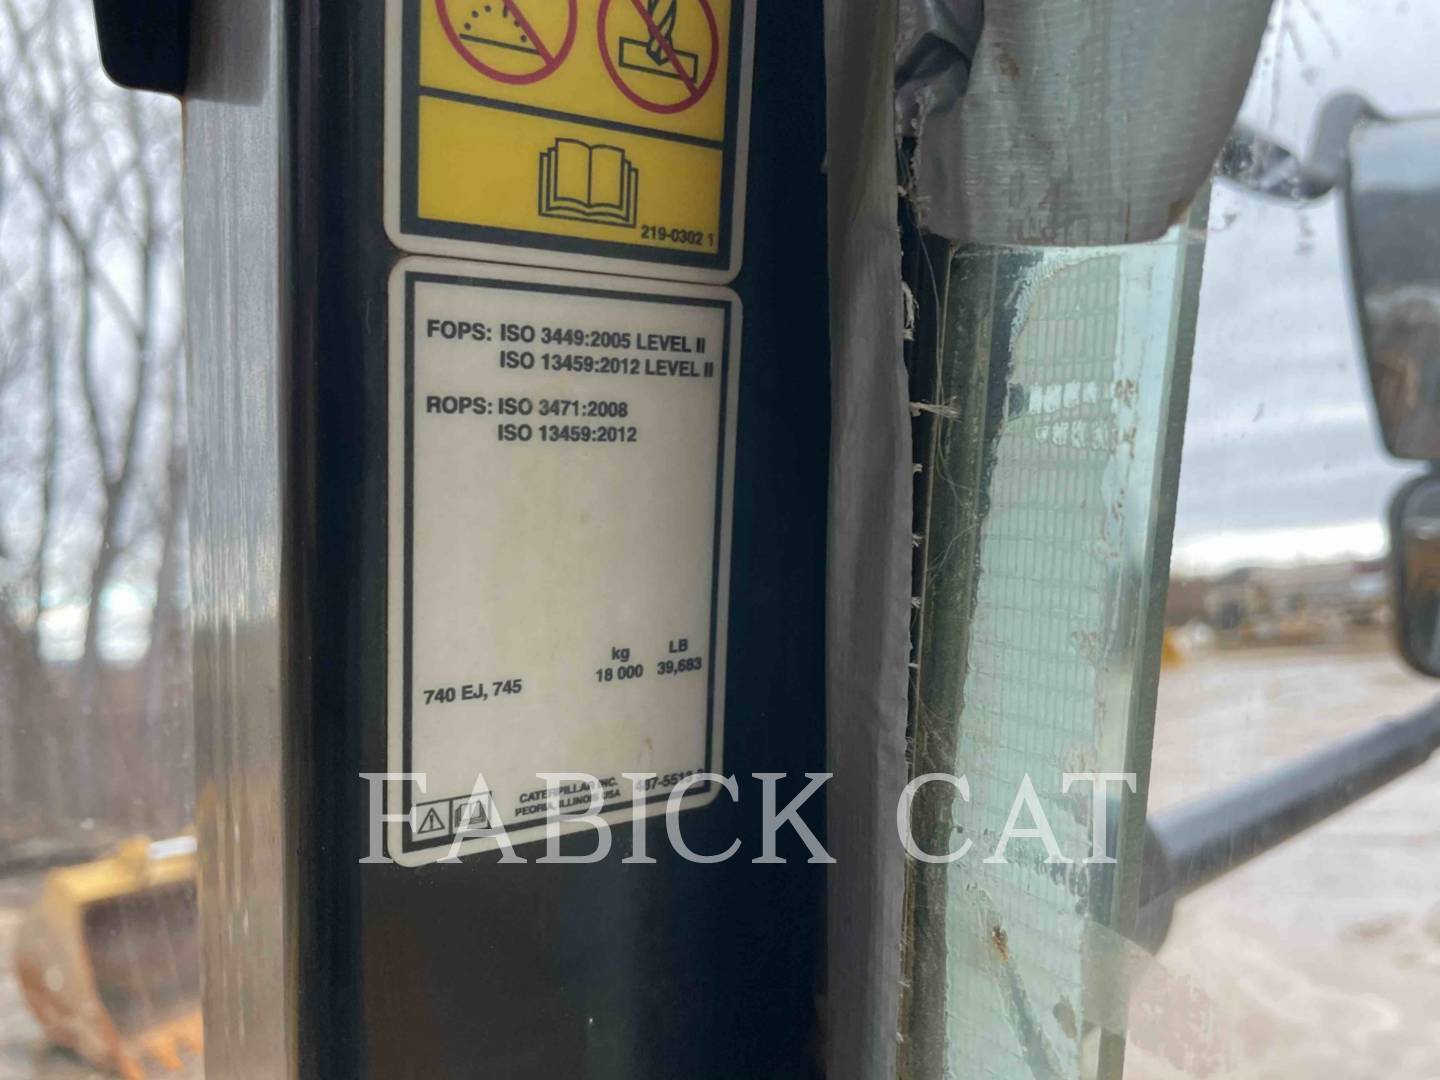 219-0302 1
FOPS: ISO 3449:2005 LEVEL II
ISO 13459:2012 LEVEL II
ROPS: ISO 3471:2008
ISO 13459:2012
kg LB
740 EJ, 745 18 000 39,683
CATERPILLAR INC.
PEORIA, ILLINOIS USA
FABICK CAT